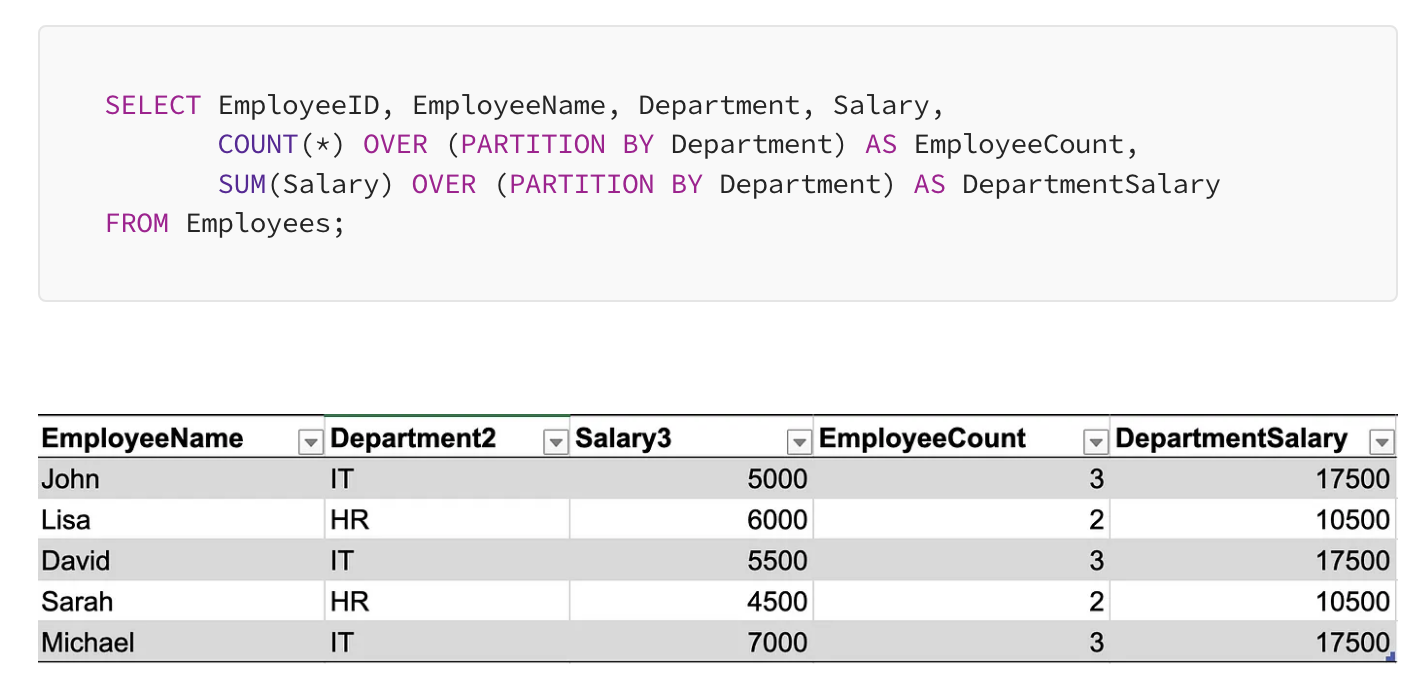 SELECT EmployeeID, EmployeeName, Department, Salary,
       COUNT(*) OVER (PARTITION BY Department) AS EmployeeCount,
       SUM(Salary) OVER (PARTITION BY Department) AS DepartmentSalary
FROM Employees;
EmployeeName Department2 Salary3 EmployeeCount DepartmentSalary
John IT 5000 3 17500
Lisa HR 6000 2 10500
David IT 5500 3 17500
Sarah HR 4500 2 10500
Michael IT 7000 3 17500